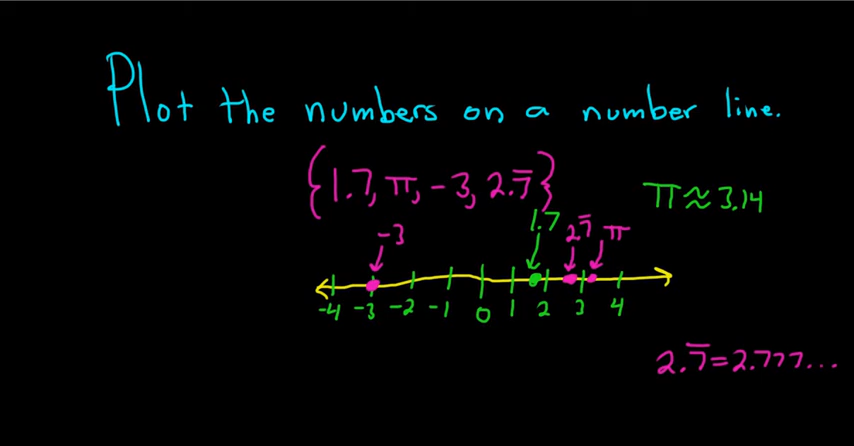 Plot the numbers on a number line.
{1.7, π, -3, 2.7̅}
π ≈ 3.14
1.7
-3 2.7̅ π
-4 -3 -2 -1 0 1 2 3 4
2.7̅ = 2.777...